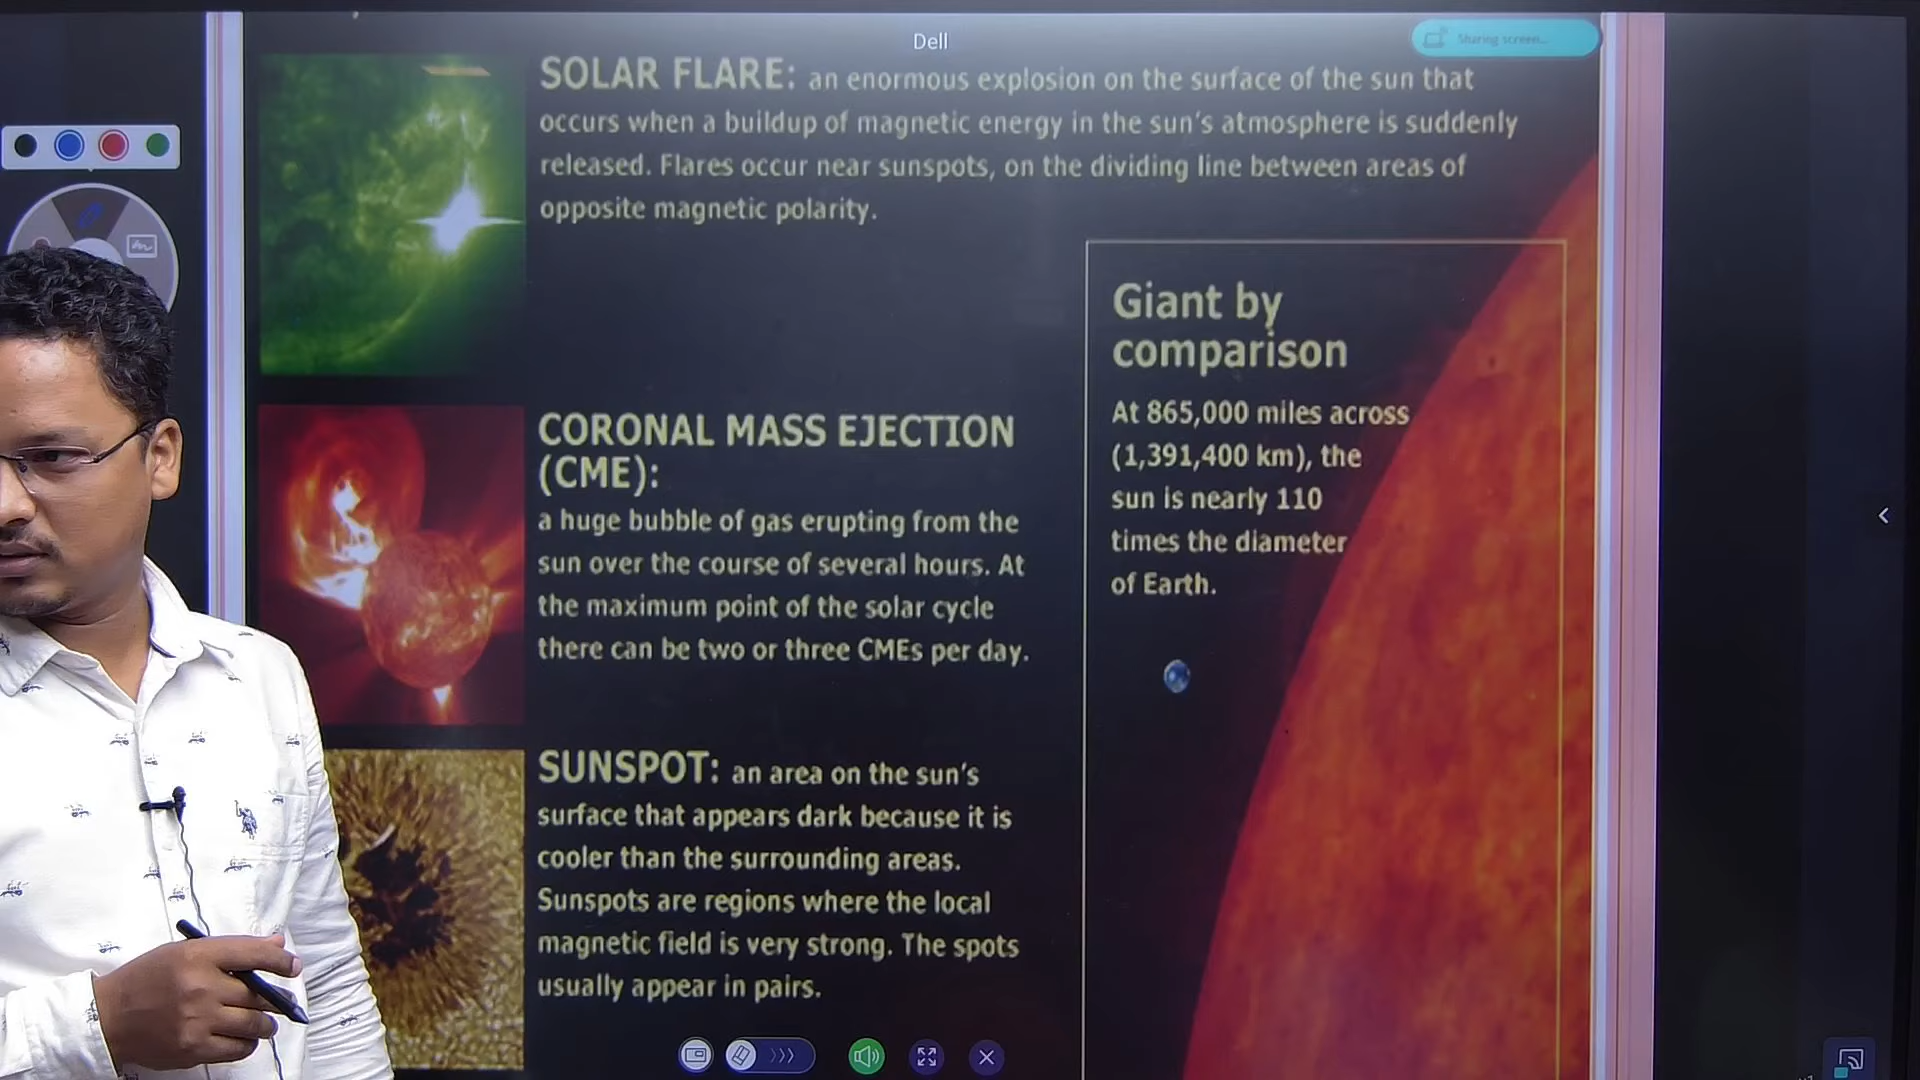 Dell
Sharing screen...
SOLAR FLARE: an enormous explosion on the surface of the sun that
occurs when a buildup of magnetic energy in the sun's atmosphere is suddenly
released. Flares occur near sunspots, on the dividing line between areas of
opposite magnetic polarity.
CORONAL MASS EJECTION
(CME):
a huge bubble of gas erupting from the
sun over the course of several hours. At
the maximum point of the solar cycle
there can be two or three CMEs per day.
SUNSPOT: an area on the sun's
surface that appears dark because it is
cooler than the surrounding areas.
Sunspots are regions where the local
magnetic field is very strong. The spots
usually appear in pairs.
Giant by
comparison
At 865,000 miles across
(1,391,400 km), the
sun is nearly 110
times the diameter
of Earth.